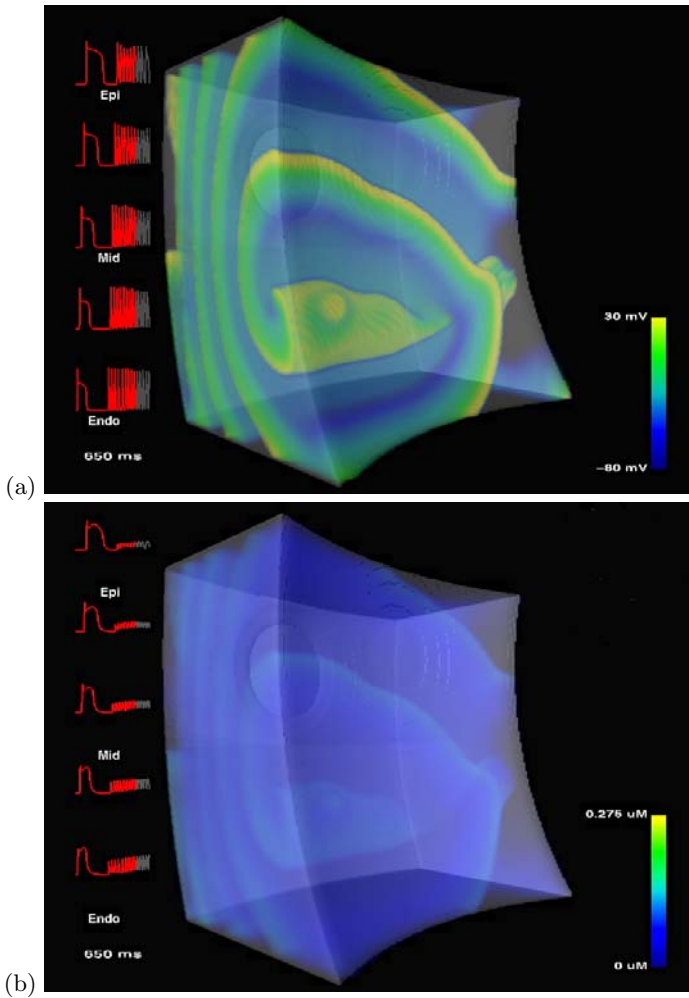 Epi
Mid
Endo
650 ms
30 mV
−80 mV
(a)
Epi
Mid
Endo
650 ms
0.275 uM
0 uM
(b)